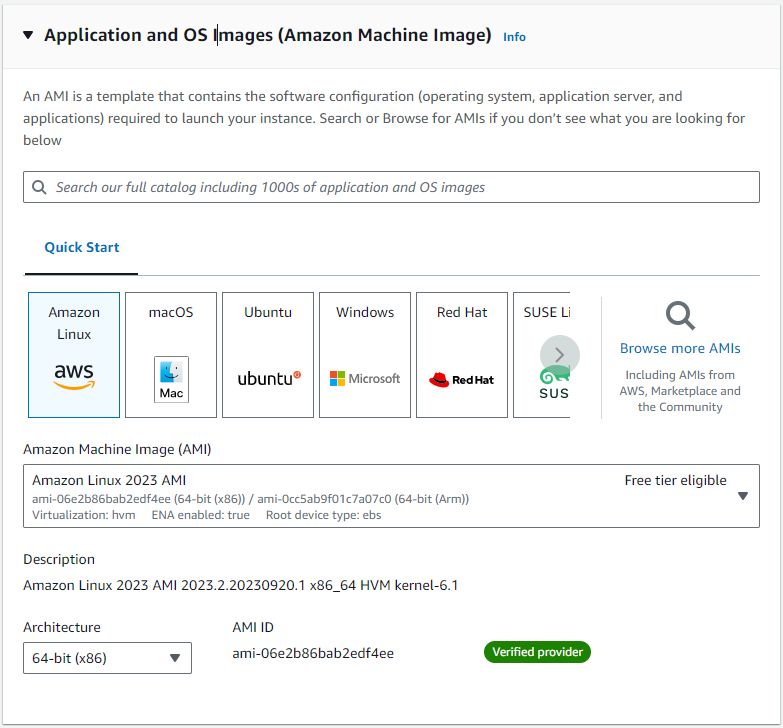 Application and OS Images (Amazon Machine Image) Info
An AMI is a template that contains the software configuration (operating system, application server, and
applications) required to launch your instance. Search or Browse for AMIs if you don't see what you are looking for
below
Search our full catalog including 1000s of application and OS images
Quick Start
Amazon
Linux
aws
macOS
Mac
Ubuntu
ubuntu
Windows
Microsoft
Red Hat
Red Hat
SUSE Li
SUS
Browse more AMIs
Including AMIs from
AWS, Marketplace and
the Community
Amazon Machine Image (AMI)
Amazon Linux 2023 AMI Free tier eligible
ami-06e2b86bab2edf4ee (64-bit (x86)) / ami-0cc5ab9f01c7a07c0 (64-bit (Arm))
Virtualization: hvm ENA enabled: true Root device type: ebs
Description
Amazon Linux 2023 AMI 2023.2.20230920.1 x86_64 HVM kernel-6.1
Architecture AMI ID
64-bit (x86) ami-06e2b86bab2edf4ee Verified provider